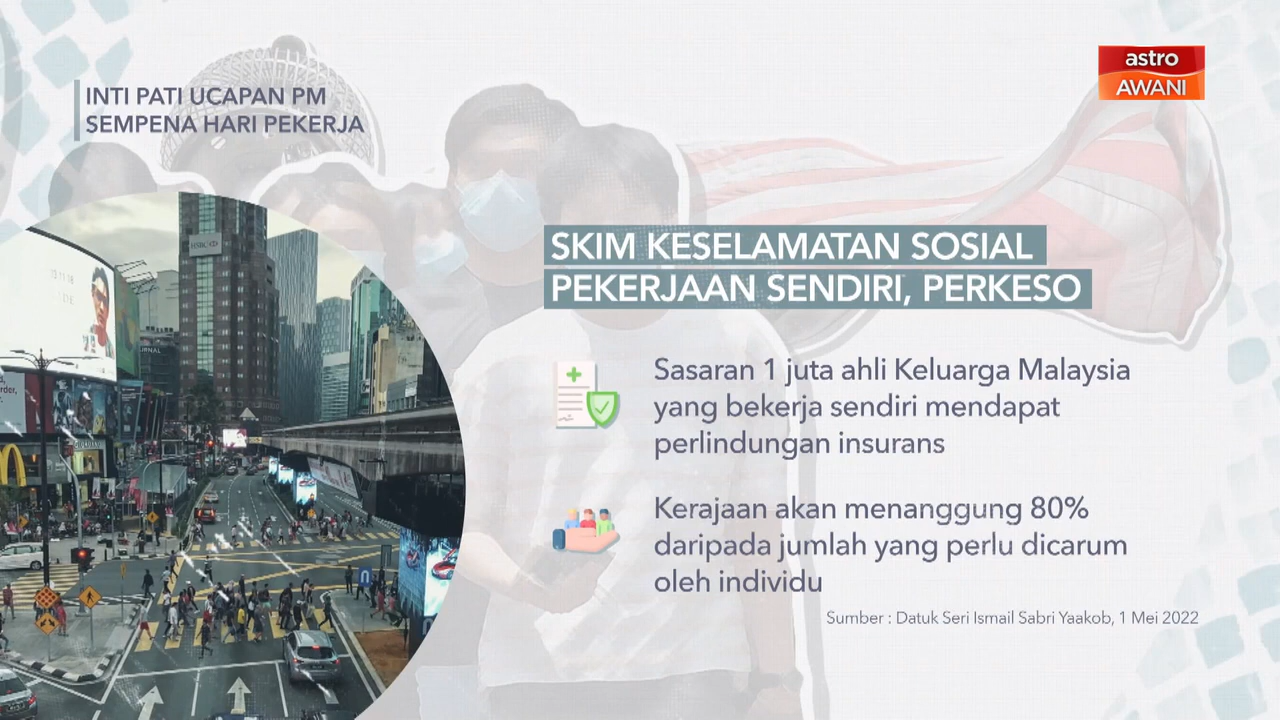 INTI PATI UCAPAN PM
SEMPENA HARI PEKERJA
astro
AWANI
SKIM KESELAMATAN SOSIAL
PEKERJAAN SENDIRI, PERKESO
Sasaran 1 juta ahli Keluarga Malaysia
yang bekerja sendiri mendapat
perlindungan insurans
Kerajaan akan menanggung 80%
daripada jumlah yang perlu dicarum
oleh individu
Sumber : Datuk Seri Ismail Sabri Yaakob, 1 Mei 2022